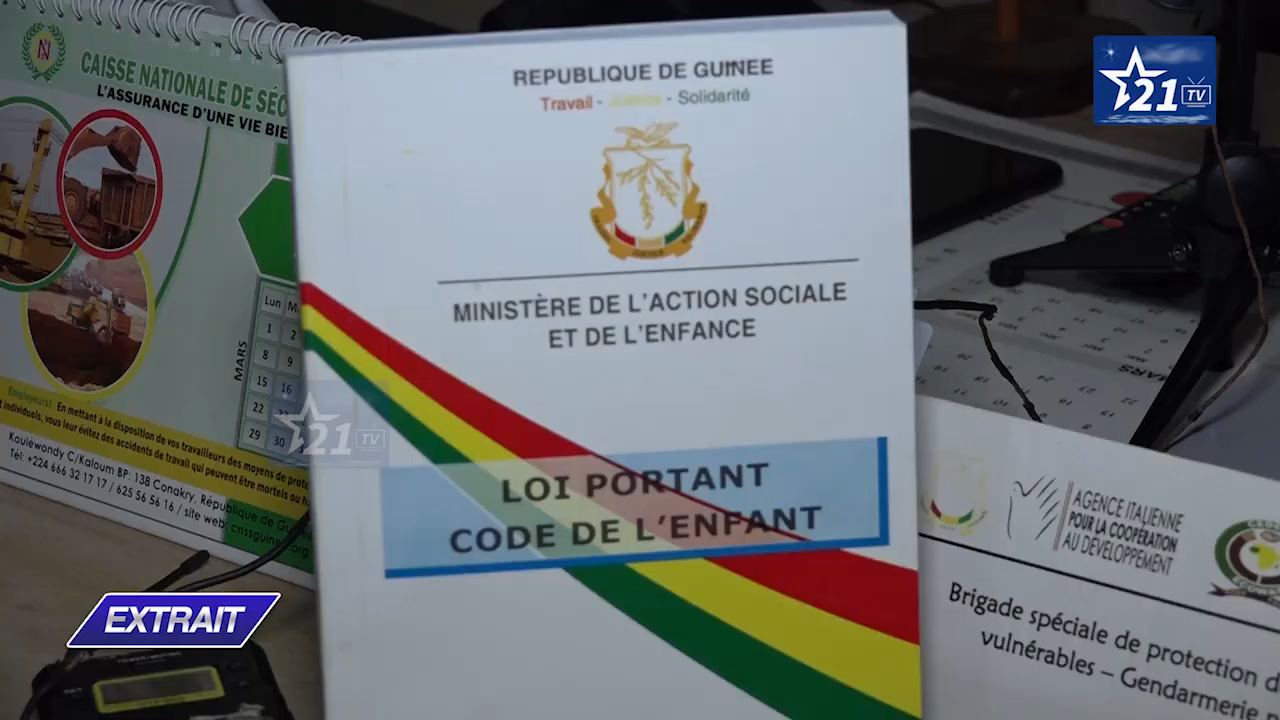 CAISSE NATIONALE DE SÉC
L'ASSURANCE D'UNE VIE BIE
Lun M
1 2
8 9
15 16
22
29 30
MARS
Employeurs! En mettant à la disposition de vos travailleurs des moyens de prote
individuels, vous leur évitez des accidents de travail qui peuvent être mortels ou h
Kouléwondy C/Kaloum BP: 138 Conakry, République de Guin
Tél: +224 666 32 17 17 / 625 56 56 16 / site web:
REPUBLIQUE DE GUINEE
Travail - Justice - Solidarité
MINISTÈRE DE L'ACTION SOCIALE
ET DE L'ENFANCE
LOI PORTANT
CODE DE L'ENFANT
21 TV
21 TV
EXTRAIT
MARS
AGENCE ITALIENNE
POUR LA COOPÉRATION
AU DÉVELOPPEMENT
Brigade spéciale de protection d
vulnérables – Gendarmerie